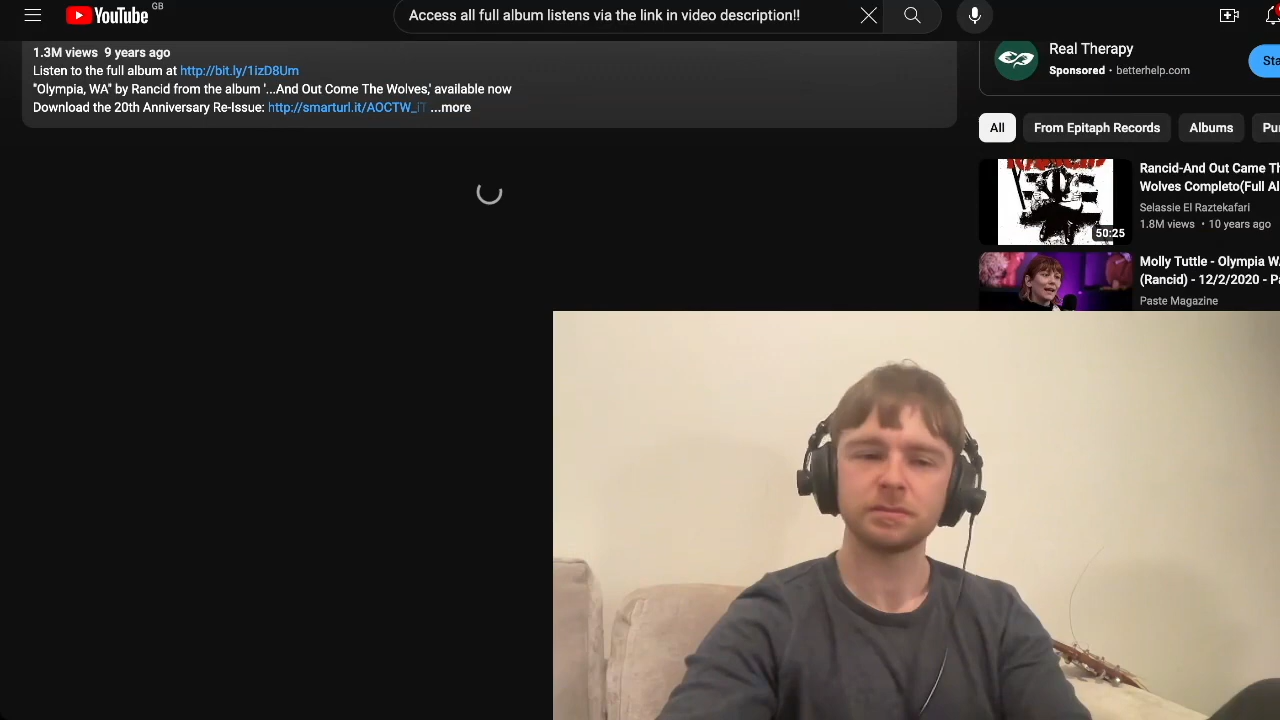 YouTube GB
Access all full album listens via the link in video description!!
1.3M views 9 years ago
Listen to the full album at http://bit.ly/1izD8Um
"Olympia, WA" by Rancid from the album '...And Out Come The Wolves,' available now
Download the 20th Anniversary Re-Issue: http://smarturl.it/AOCTW_iT ...more
Real Therapy
Sponsored · betterhelp.com
Sta
All
From Epitaph Records
Albums
Pu
Rancid-And Out Came Th
Wolves Completo(Full Al
Selassie El Raztekafari
1.8M views • 10 years ago
50:25
Molly Tuttle - Olympia W
(Rancid) - 12/2/2020 - Pa
Paste Magazine